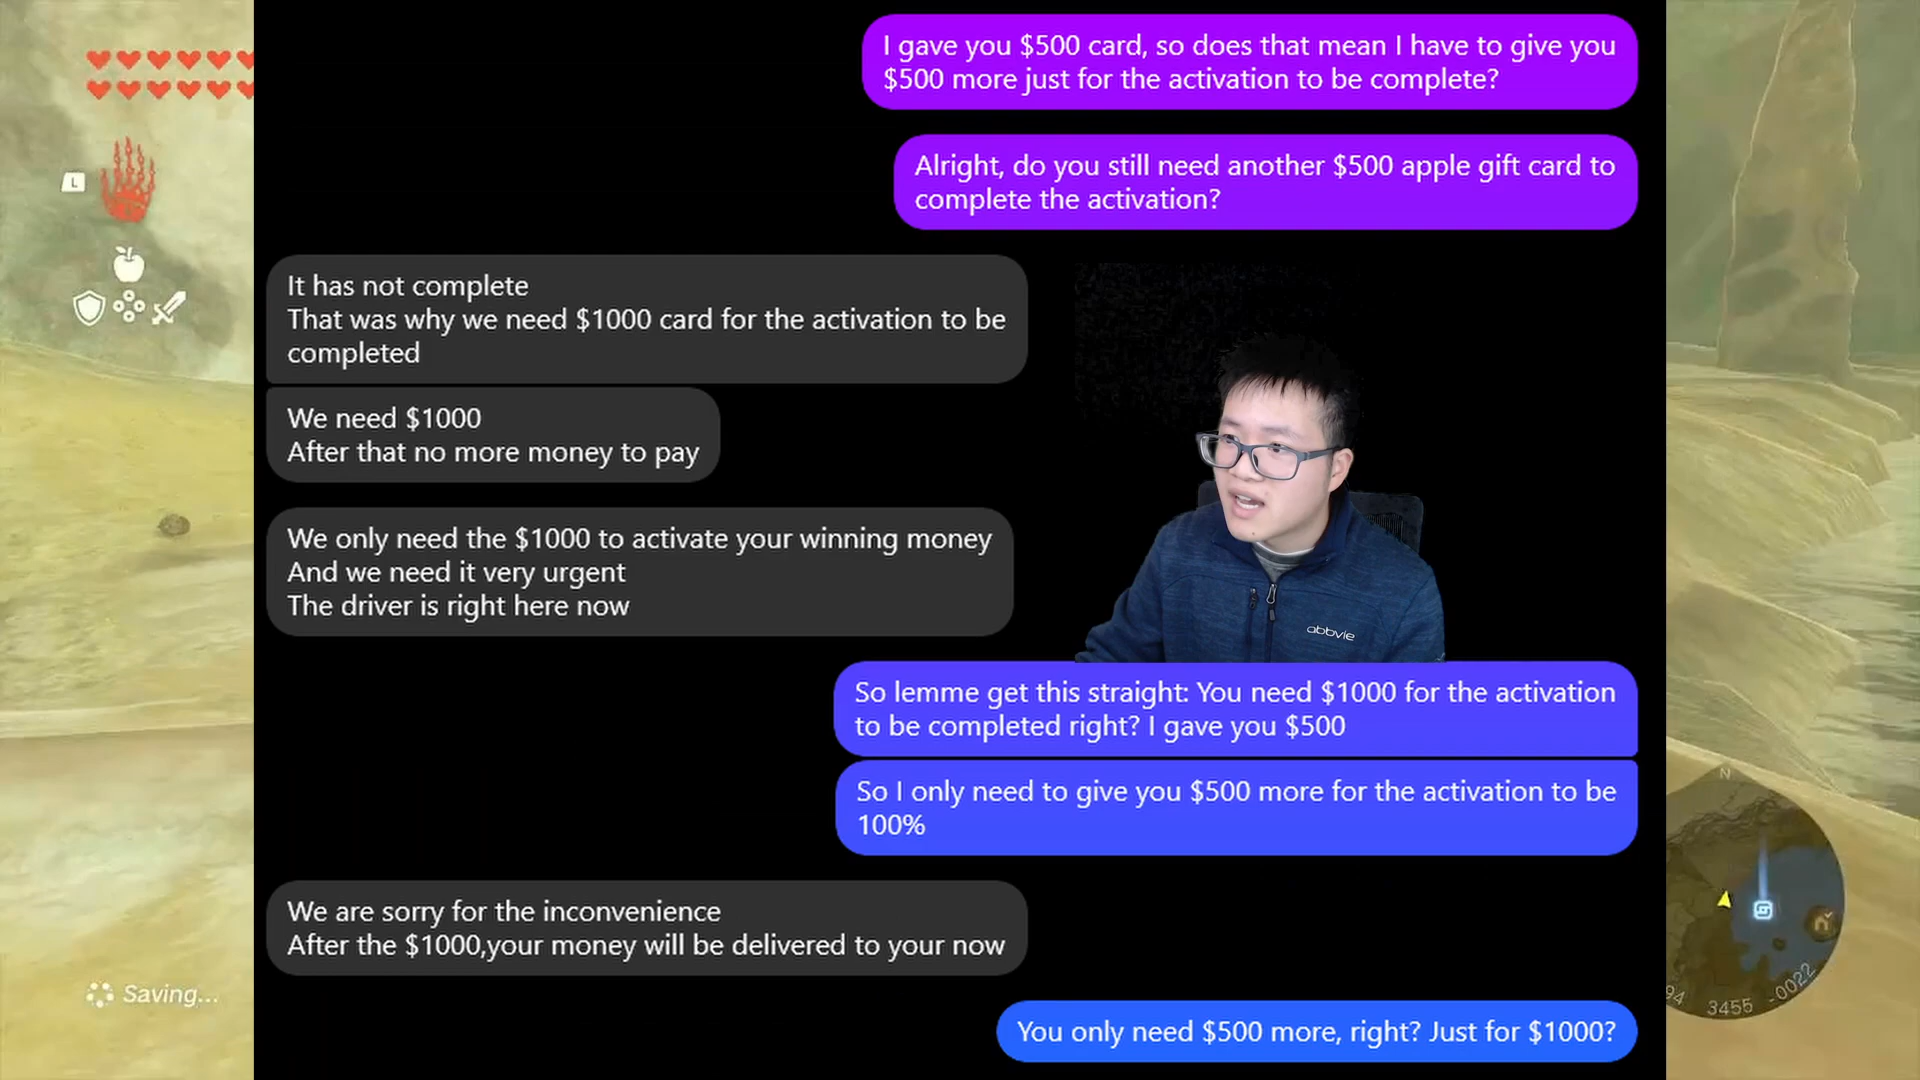 I gave you $500 card, so does that mean I have to give you
$500 more just for the activation to be complete?
L
Alright, do you still need another $500 apple gift card to
complete the activation?
It has not complete
That was why we need $1000 card for the activation to be
completed
We need $1000
After that no more money to pay
We only need the $1000 to activate your winning money
And we need it very urgent
The driver is right here now
abbvie
So lemme get this straight: You need $1000 for the activation
to be completed right? I gave you $500
So I only need to give you $500 more for the activation to be
100%
N
We are sorry for the inconvenience
After the $1000,your money will be delivered to your now
Saving...
94 3455 -0022
You only need $500 more, right? Just for $1000?